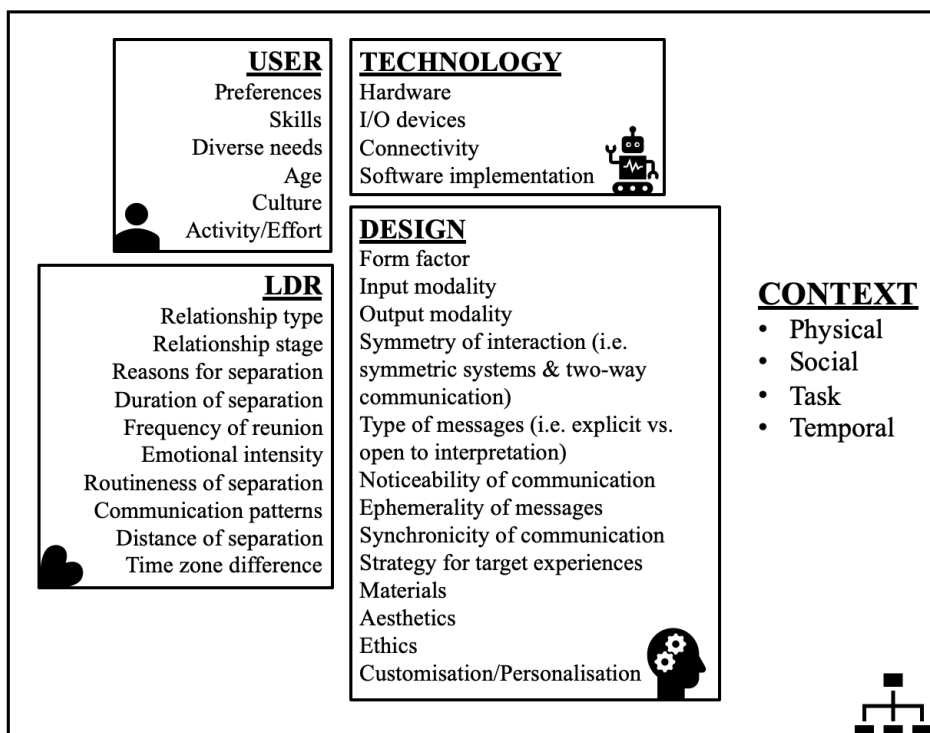 USER
Preferences
Skills
Diverse needs
Age
Culture
Activity/Effort
TECHNOLOGY
Hardware
I/O devices
Connectivity
Software implementation
LDR
Relationship type
Relationship stage
Reasons for separation
Duration of separation
Frequency of reunion
Emotional intensity
Routineness of separation
Communication patterns
Distance of separation
Time zone difference
DESIGN
Form factor
Input modality
Output modality
Symmetry of interaction (i.e.
symmetric systems & two-way
communication)
Type of messages (i.e. explicit vs.
open to interpretation)
Noticeability of communication
Ephemerality of messages
Synchronicity of communication
Strategy for target experiences
Materials
Aesthetics
Ethics
Customisation/Personalisation
CONTEXT
• Physical
• Social
• Task
• Temporal